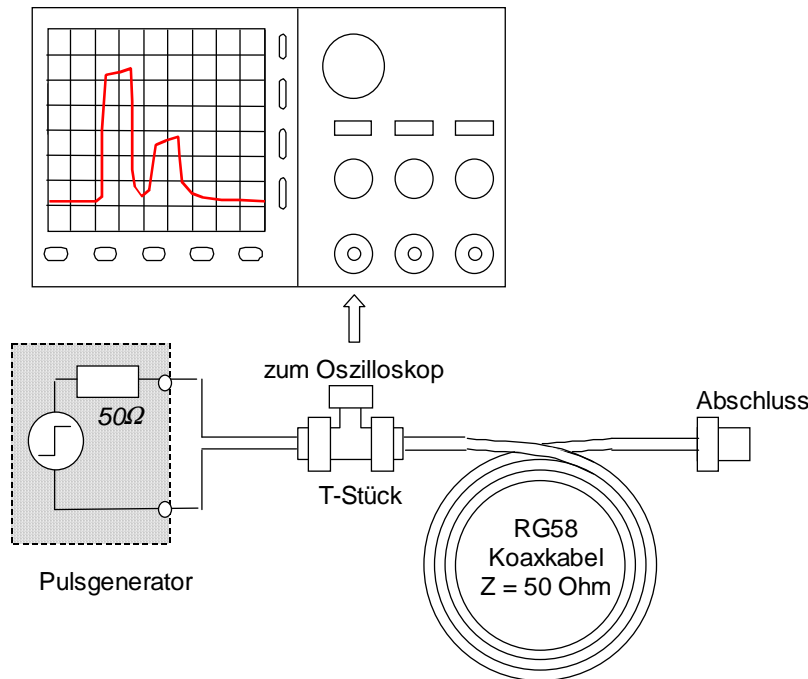 zum Oszilloskop
50Ω
Abschluss
T-Stück
Pulsgenerator
RG58
Koaxkabel
Z = 50 Ohm